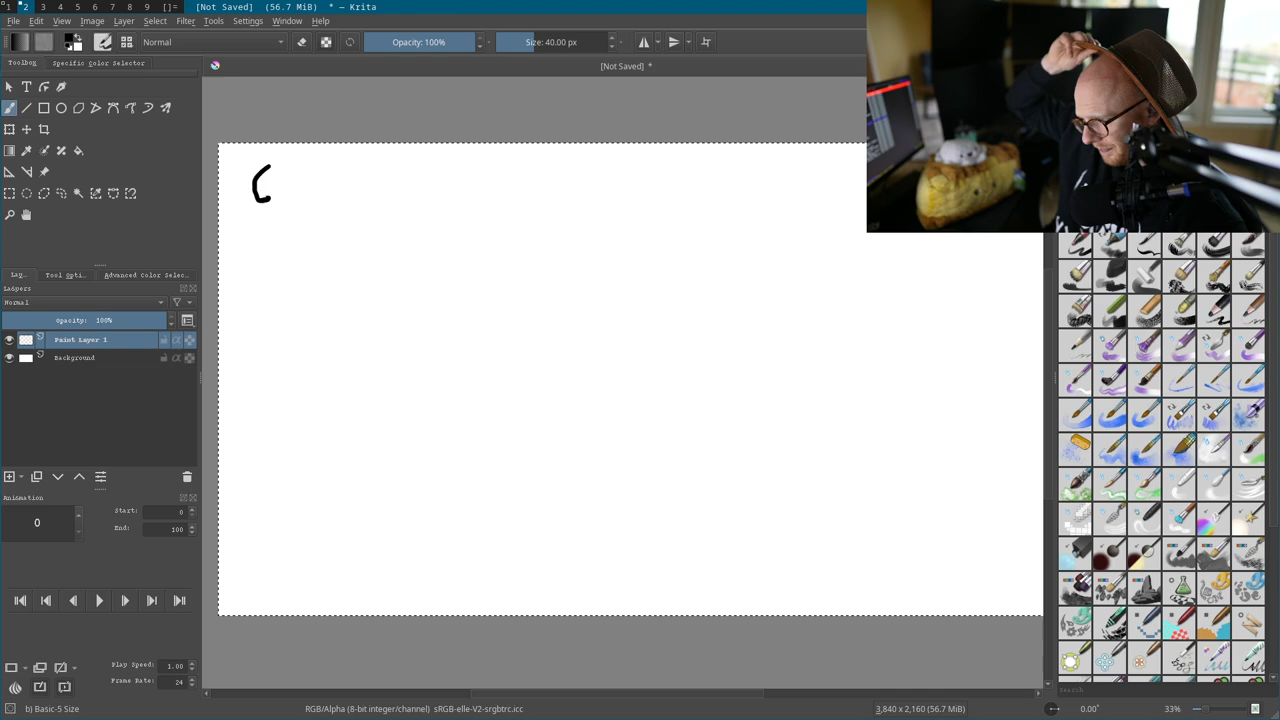 1 2 3 4 5 6 7 8 9 []= [Not Saved] (56.7 MiB) * — Krita
File Edit View Image Layer Select Filter Tools Settings Window Help
Normal Opacity: 100% Size: 40.00 px
Toolbox Specific Color Selector
[Not Saved] *
C
Lay... Tool Opti... Advanced Color Selec...
Layers
Normal
Opacity: 100%
Paint Layer 1
Background
Animation
0 Start: 0
End: 100
Play Speed: 1.00
Frame Rate: 24
Search
b) Basic-5 Size RGB/Alpha (8-bit integer/channel) sRGB-elle-V2-srgbtrc.icc 3,840 x 2,160 (56.7 MiB) 0.00° 33%